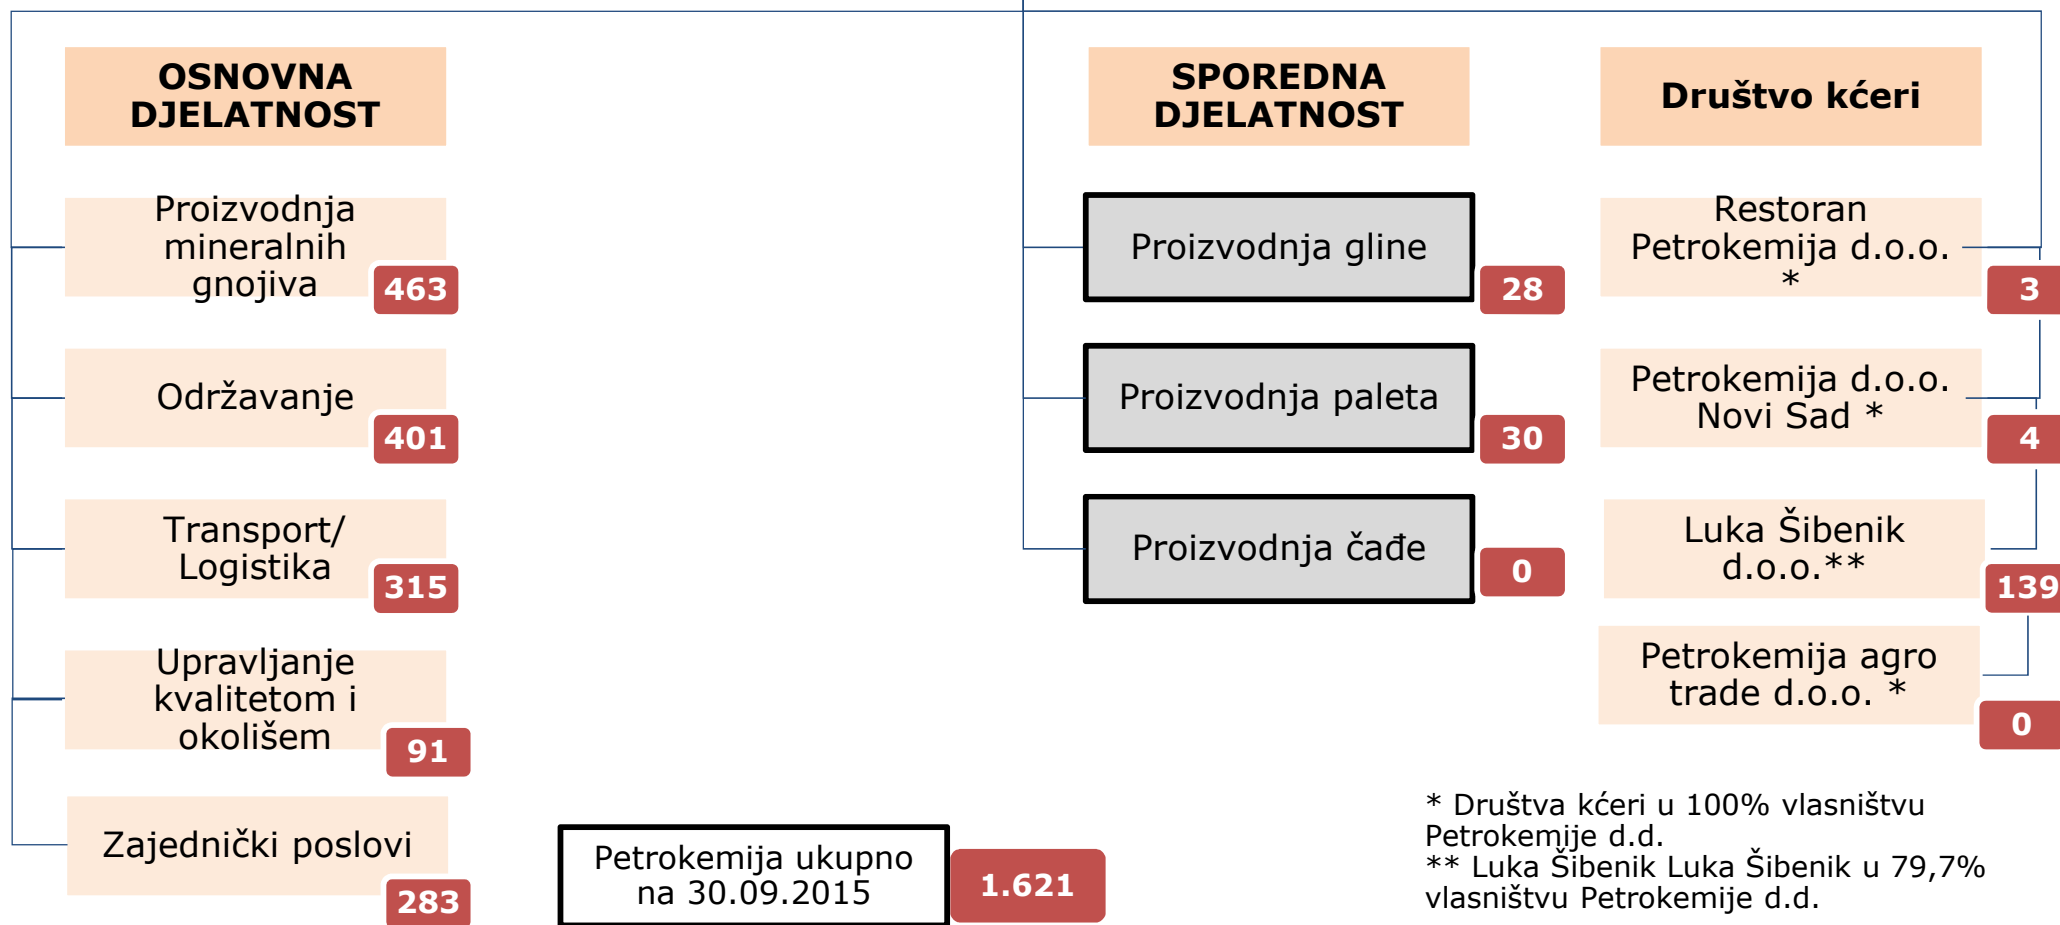 OSNOVNA
DJELATNOST
Proizvodnja
mineralnih
gnojiva
463
Održavanje
401
Transport/
Logistika
315
Upravljanje
kvalitetom i
okolišem
91
Zajednički poslovi
283
SPOREDNA
DJELATNOST
Proizvodnja gline
28
Proizvodnja paleta
30
Proizvodnja čađe
0
Društvo kćeri
Restoran
Petrokemija d.o.o.
*
3
Petrokemija d.o.o.
Novi Sad *
4
Luka Šibenik
d.o.o.**
139
Petrokemija agro
trade d.o.o. *
0
Petrokemija ukupno
na 30.09.2015
1.621
* Društva kćeri u 100% vlasništvu
Petrokemije d.d.
** Luka Šibenik Luka Šibenik u 79,7%
vlasništvu Petrokemije d.d.